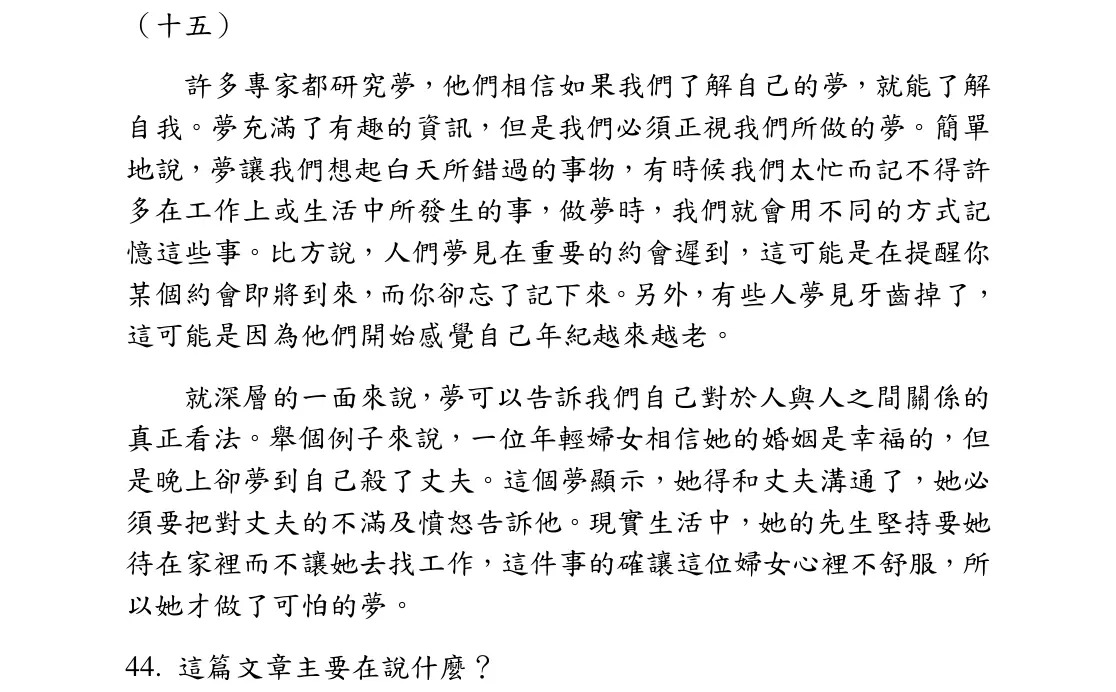 （十五）
許多專家都研究夢，他們相信如果我們了解自己的夢，就能了解
自我。夢充滿了有趣的資訊，但是我們必須正視我們所做的夢。簡單
地說，夢讓我們想起白天所錯過的事物，有時候我們太忙而記不得許
多在工作上或生活中所發生的事，做夢時，我們就會用不同的方式記
憶這些事。比方說，人們夢見在重要的約會遲到，這可能是在提醒你
某個約會即將到來，而你卻忘了記下來。另外，有些人夢見牙齒掉了，
這可能是因為他們開始感覺自己年紀越來越老。
就深層的一面來說，夢可以告訴我們自己對於人與人之間關係的
真正看法。舉個例子來說，一位年輕婦女相信她的婚姻是幸福的，但
是晚上卻夢到自己殺了丈夫。這個夢顯示，她得和丈夫溝通了，她必
須要把對丈夫的不滿及憤怒告訴他。現實生活中，她的先生堅持要她
待在家裡而不讓她去找工作，這件事的確讓這位婦女心裡不舒服，所
以她才做了可怕的夢。
44. 這篇文章主要在說什麼？